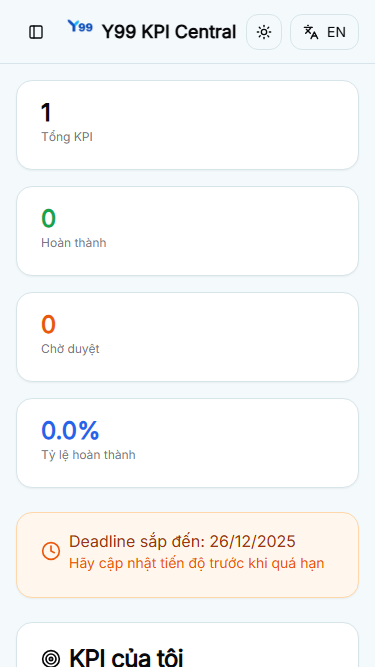 Y99 Y99 KPI Central EN
1
Tổng KPI
0
Hoàn thành
0
Chờ duyệt
0.0%
Tỷ lệ hoàn thành
Deadline sắp đến: 26/12/2025
Hãy cập nhật tiến độ trước khi quá hạn
KPI của tôi